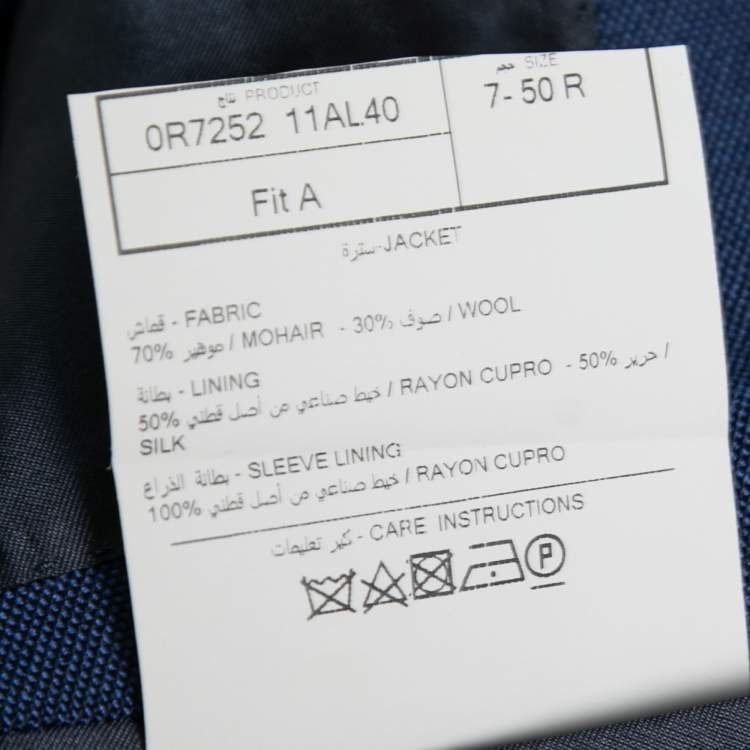 نتاج PRODUCT
0R7252 11AL40
حجم SIZE
7- 50 R
Fit A
سترة-JACKET
قماش - FABRIC
70% موهير / MOHAIR - 30% صوف / WOOL
بطانة - LINING
50% خيط صناعي من أصل قطني / RAYON CUPRO - 50% حرير /
SILK
بطانة الذراع - SLEEVE LINING
100% خيط صناعي من أصل قطني / RAYON CUPRO
كير تعليمات - CARE INSTRUCTIONS
P